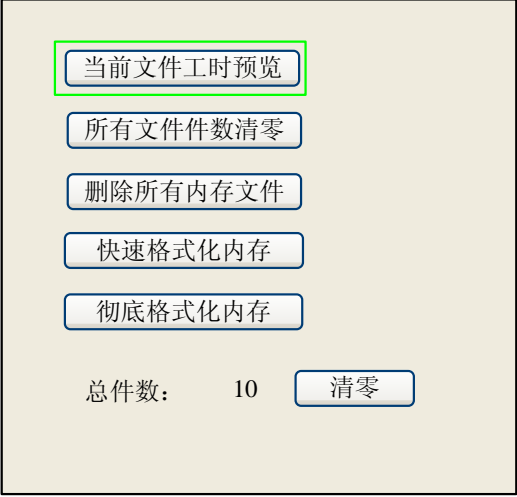 当前文件工时预览
所有文件件数清零
删除所有内存文件
快速格式化内存
彻底格式化内存
总件数： 10 清零